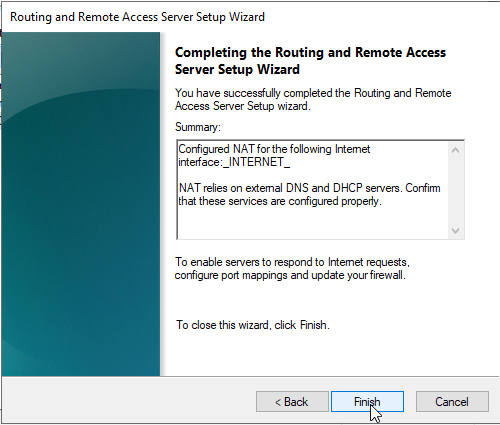 Routing and Remote Access Server Setup Wizard
Completing the Routing and Remote Access
Server Setup Wizard
You have successfully completed the Routing and Remote
Access Server Setup wizard.
Summary:
Configured NAT for the following Internet
interface:_INTERNET_
NAT relies on external DNS and DHCP servers. Confirm
that these services are configured properly.
To enable servers to respond to Internet requests,
configure port mappings and update your firewall.
To close this wizard, click Finish.
< Back Finish Cancel